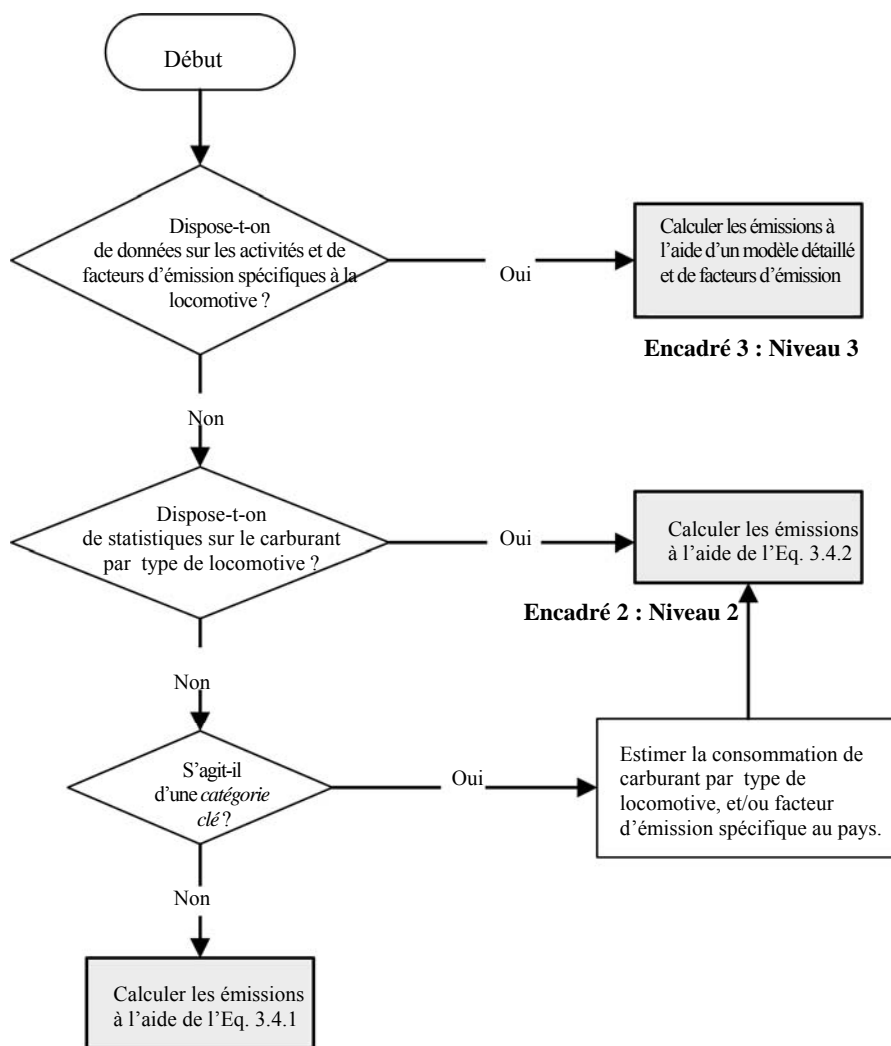 Début
Dispose-t-on
de données sur les activités et de
facteurs d’émission spécifiques à la
locomotive ?
Oui
Calculer les émissions à
l’aide d’un modèle détaillé
et de facteurs d’émission
Encadré 3 : Niveau 3
Non
Dispose-t-on
de statistiques sur le carburant
par type de locomotive ?
Oui
Calculer les émissions
à l’aide de l’Eq. 3.4.2
Encadré 2 : Niveau 2
Non
S’agit-il
d’une catégorie
clé ?
Oui
Estimer la consommation de
carburant par type de
locomotive, et/ou facteur
d’émission spécifique au pays.
Non
Calculer les émissions
à l’aide de l’Eq. 3.4.1